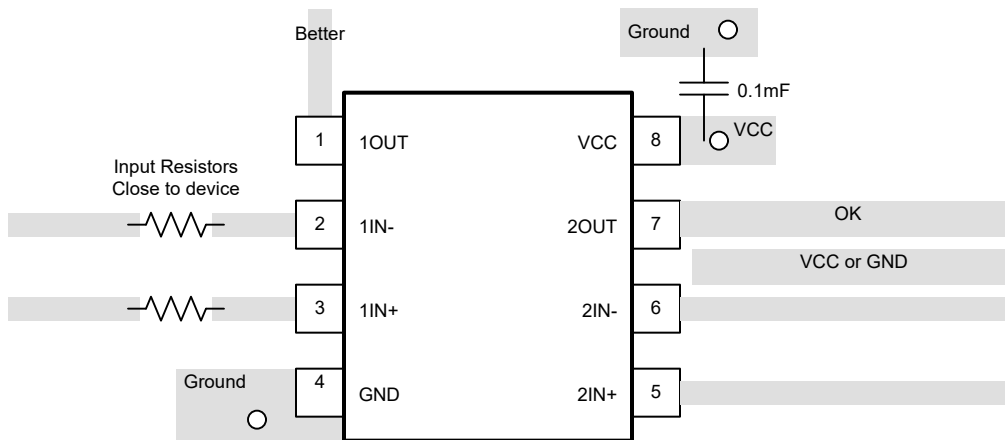 Better
Ground
0.1mF
1
1OUT
VCC
8
VCC
Input Resistors
Close to device
2
1IN-
2OUT
7
OK
VCC or GND
3
1IN+
2IN-
6
Ground
4
GND
2IN+
5